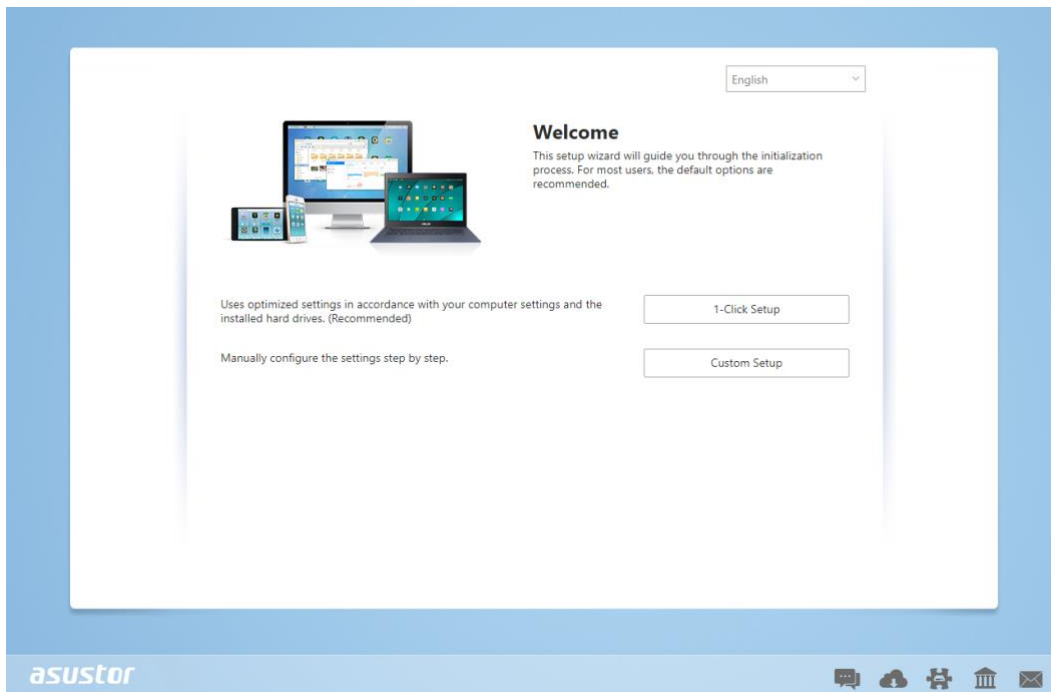 English
Welcome
This setup wizard will guide you through the initialization
process. For most users, the default options are
recommended.
Uses optimized settings in accordance with your computer settings and the
installed hard drives. (Recommended)
1-Click Setup
Manually configure the settings step by step.
Custom Setup
asustor